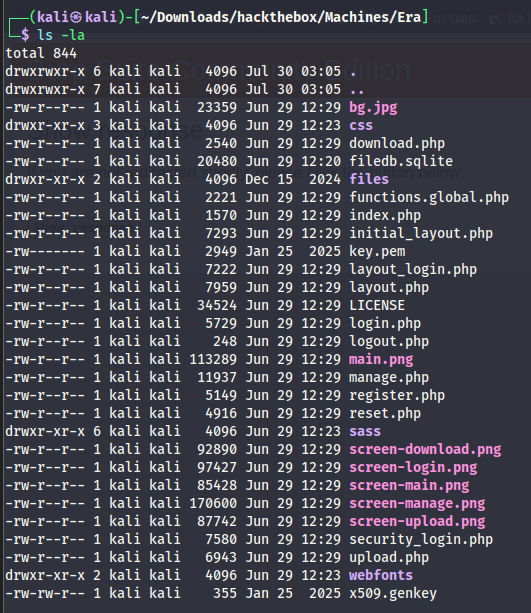 ┌──(kali㉿kali)-[~/Downloads/hackthebox/Machines/Era]
└─$ ls -la
total 844
drwxrwxr-x 6 kali kali   4096 Jul 30 03:05 .
drwxrwxr-x 7 kali kali   4096 Jul 30 03:05 ..
-rw-r--r-- 1 kali kali  23359 Jun 29 12:29 bg.jpg
drwxr-xr-x 3 kali kali   4096 Jun 29 12:23 css
-rw-r--r-- 1 kali kali   2540 Jun 29 12:29 download.php
-rw-r--r-- 1 kali kali  20480 Jun 29 12:20 filedb.sqlite
drwxr-xr-x 2 kali kali   4096 Dec 15  2024 files
-rw-r--r-- 1 kali kali   2221 Jun 29 12:29 functions.global.php
-rw-r--r-- 1 kali kali   1570 Jun 29 12:29 index.php
-rw-r--r-- 1 kali kali   7293 Jun 29 12:29 initial_layout.php
-rw------- 1 kali kali   2949 Jan 25  2025 key.pem
-rw-r--r-- 1 kali kali   7222 Jun 29 12:29 layout_login.php
-rw-r--r-- 1 kali kali   7959 Jun 29 12:29 layout.php
-rw-r--r-- 1 kali kali  34524 Jun 29 12:29 LICENSE
-rw-r--r-- 1 kali kali   5729 Jun 29 12:29 login.php
-rw-r--r-- 1 kali kali    248 Jun 29 12:29 logout.php
-rw-r--r-- 1 kali kali 113289 Jun 29 12:29 main.png
-rw-r--r-- 1 kali kali  11937 Jun 29 12:29 manage.php
-rw-r--r-- 1 kali kali   5149 Jun 29 12:29 register.php
-rw-r--r-- 1 kali kali   4916 Jun 29 12:29 reset.php
drwxr-xr-x 6 kali kali   4096 Jun 29 12:23 sass
-rw-r--r-- 1 kali kali  92890 Jun 29 12:29 screen-download.png
-rw-r--r-- 1 kali kali  97427 Jun 29 12:29 screen-login.png
-rw-r--r-- 1 kali kali  85428 Jun 29 12:29 screen-main.png
-rw-r--r-- 1 kali kali 170600 Jun 29 12:29 screen-manage.png
-rw-r--r-- 1 kali kali  87742 Jun 29 12:29 screen-upload.png
-rw-r--r-- 1 kali kali   7580 Jun 29 12:29 security_login.php
-rw-r--r-- 1 kali kali   6943 Jun 29 12:29 upload.php
drwxr-xr-x 2 kali kali   4096 Jun 29 12:23 webfonts
-rw-rw-r-- 1 kali kali    355 Jan 25  2025 x509.genkey